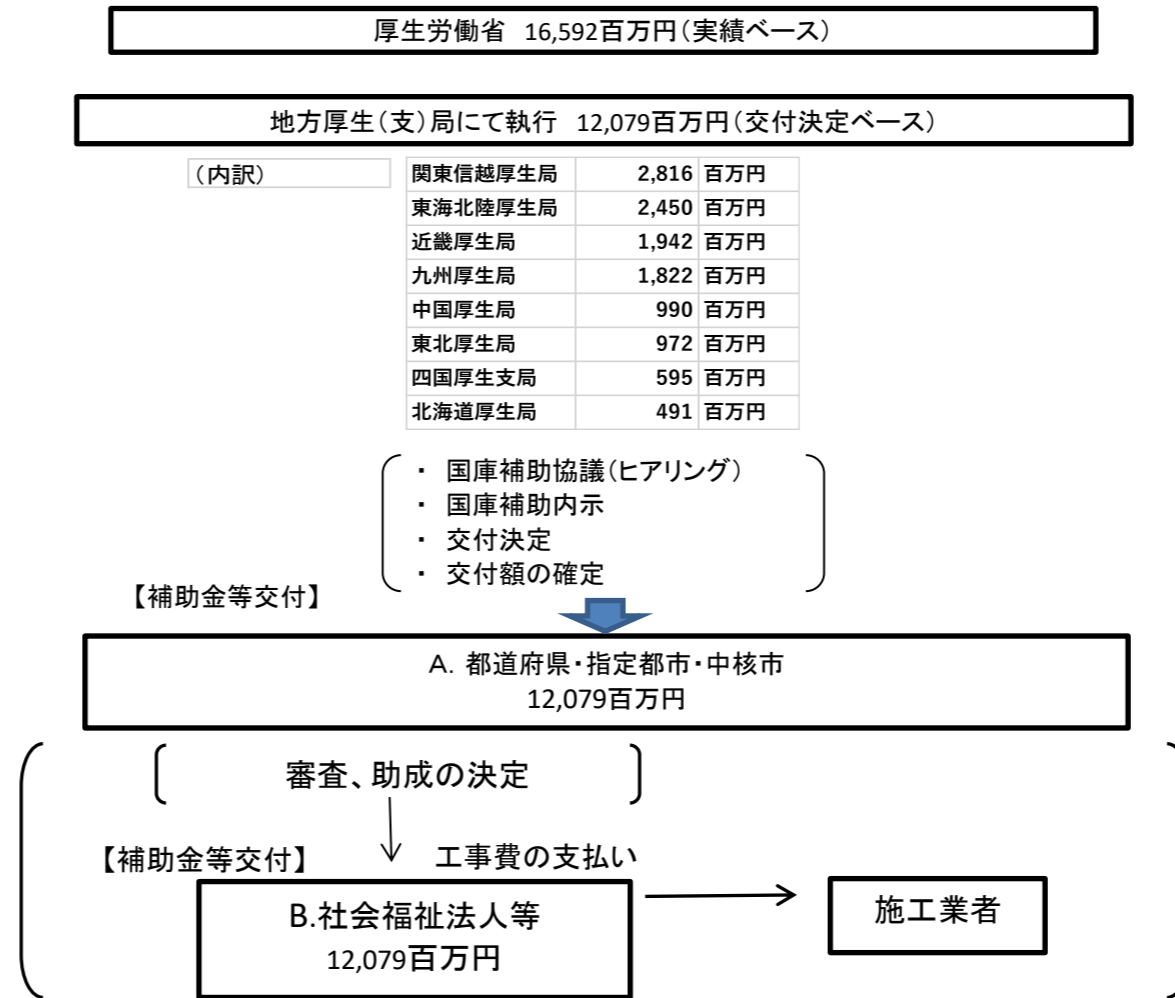 厚生労働省 16,592百万円(実績ベース)
地方厚生(支)局にて執行 12,079百万円(交付決定ベース)
(内訳)
関東信越厚生局 2,816 百万円
東海北陸厚生局 2,450 百万円
近畿厚生局 1,942 百万円
九州厚生局 1,822 百万円
中国厚生局 990 百万円
東北厚生局 972 百万円
四国厚生支局 595 百万円
北海道厚生局 491 百万円
・ 国庫補助協議(ヒアリング)
・ 国庫補助内示
・ 交付決定
・ 交付額の確定
【補助金等交付】
A. 都道府県・指定都市・中核市
12,079百万円
審査、助成の決定
【補助金等交付】
工事費の支払い
B.社会福祉法人等
12,079百万円
施工業者